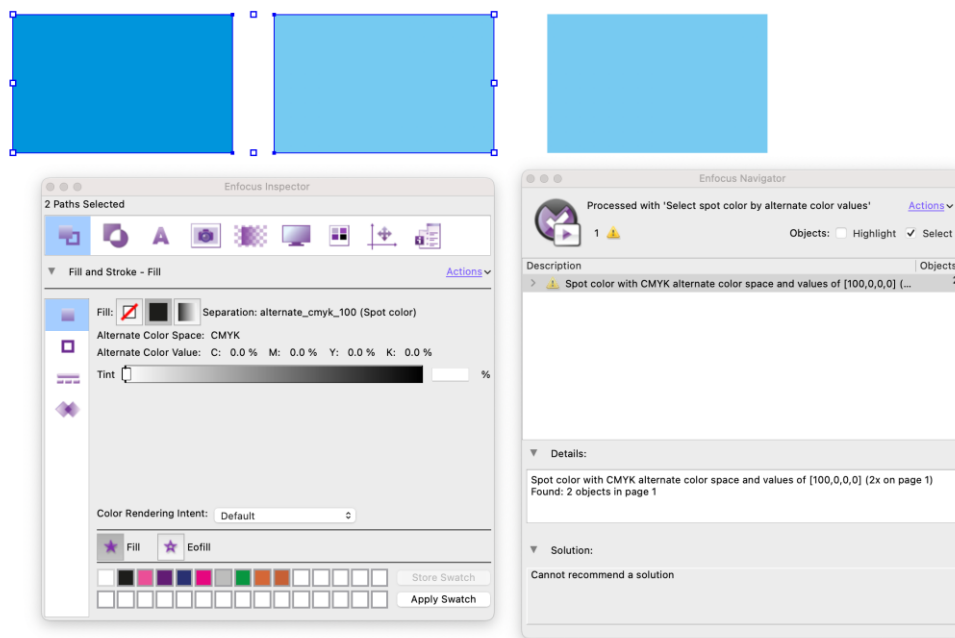 Enfocus Inspector
2 Paths Selected
Fill and Stroke - Fill
Actions
Fill:
Separation: alternate_cmyk_100 (Spot color)
Alternate Color Space: CMYK
Alternate Color Value: C: 0.0 % M: 0.0 % Y: 0.0 % K: 0.0 %
Tint
%
Color Rendering Intent: Default
Fill
Eofill
Store Swatch
Apply Swatch
Enfocus Navigator
Processed with 'Select spot color by alternate color values'
Actions
1
Objects: Highlight Select
Description
Objects
Spot color with CMYK alternate color space and values of [100,0,0,0] (...
Details:
Spot color with CMYK alternate color space and values of [100,0,0,0] (2x on page 1)
Found: 2 objects in page 1
Solution:
Cannot recommend a solution